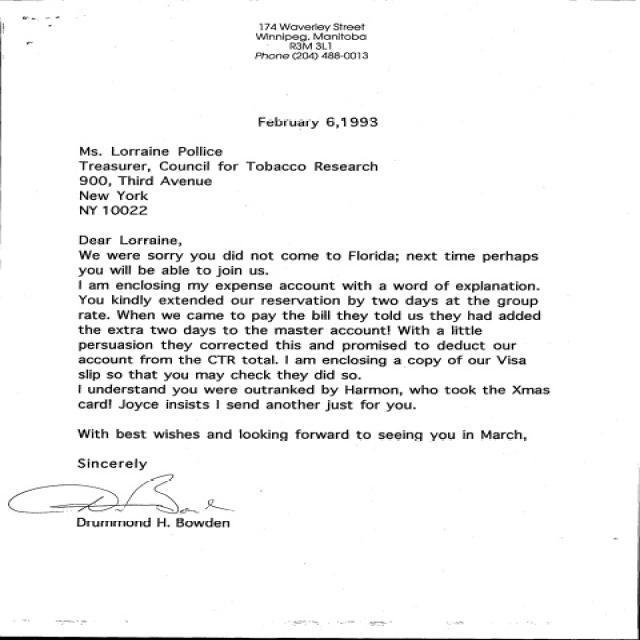 174 Waverley Street
Winnipeg, Manitoba
R3M 3L1
Phone (204) 488-0013
February 6,1993
Ms. Lorraine Pollice
Treasurer, Council for Tobacco Research
900, Third Avenue
New York
NY 10022
Dear Lorraine,
We were sorry you did not come to Florida; next time perhaps
you will be able to join us.
I am enclosing my expense account with a word of explanation.
You kindly extended our reservation by two days at the group
rate. When we came to pay the bill they told us they had added
the extra two days to the master account! With a little
persuasion they corrected this and promised to deduct our
account from the CTR total. I am enclosing a copy of our Visa
slip so that you may check they did so.
I understand you were outranked by Harmon, who took the Xmas
card! Joyce insists I send another just for you.
With best wishes and looking forward to seeing you in March,
Sincerely
Drummond H. Bowden